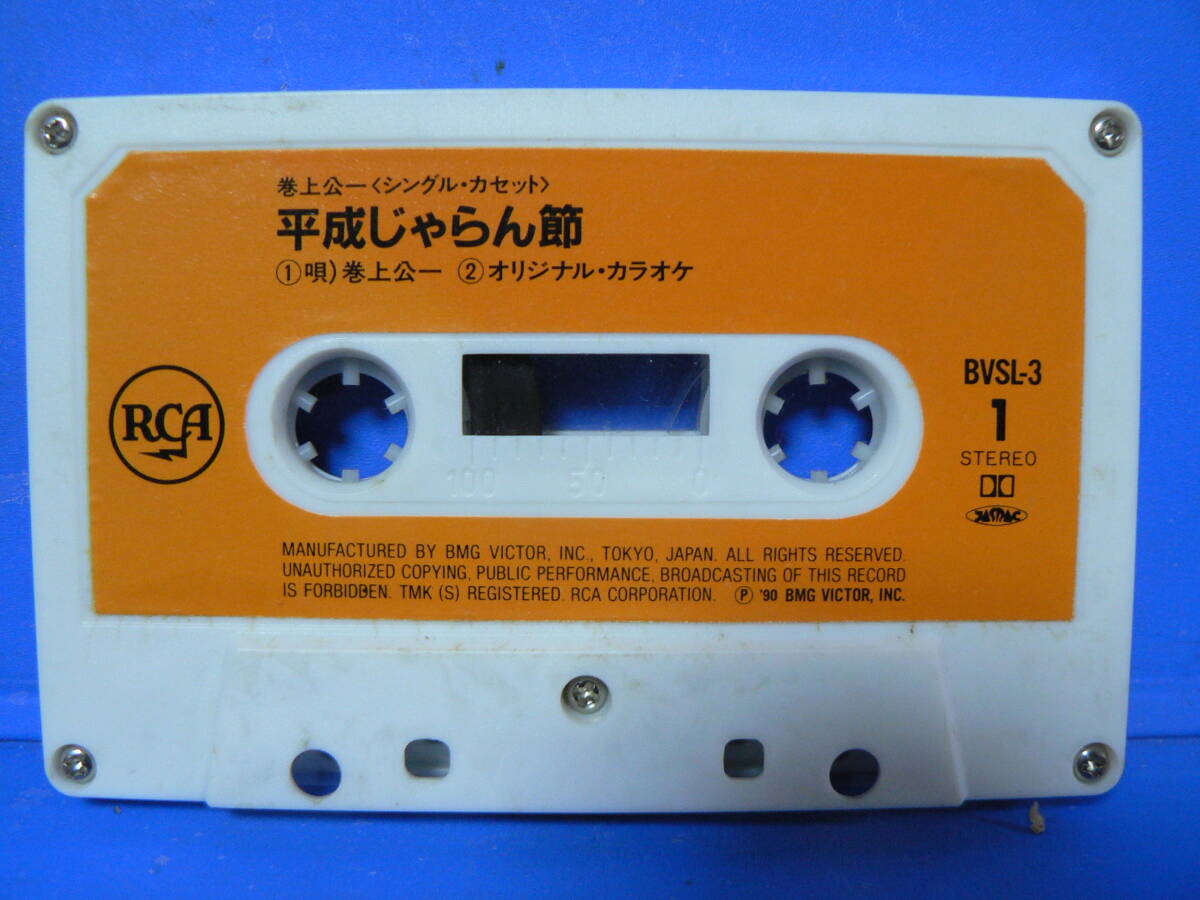 巻上公一〈シングル・カセット〉
平成じゃらん節
①唄)巻上公一 ②オリジナル・カラオケ
RCA
BVSL-3
1
STEREO
JASRAC
100 50 0
MANUFACTURED BY BMG VICTOR, INC., TOKYO, JAPAN. ALL RIGHTS RESERVED.
UNAUTHORIZED COPYING, PUBLIC PERFORMANCE, BROADCASTING OF THIS RECORD
IS FORBIDDEN. TMK (S) REGISTERED. RCA CORPORATION. Ⓟ '90 BMG VICTOR, INC.